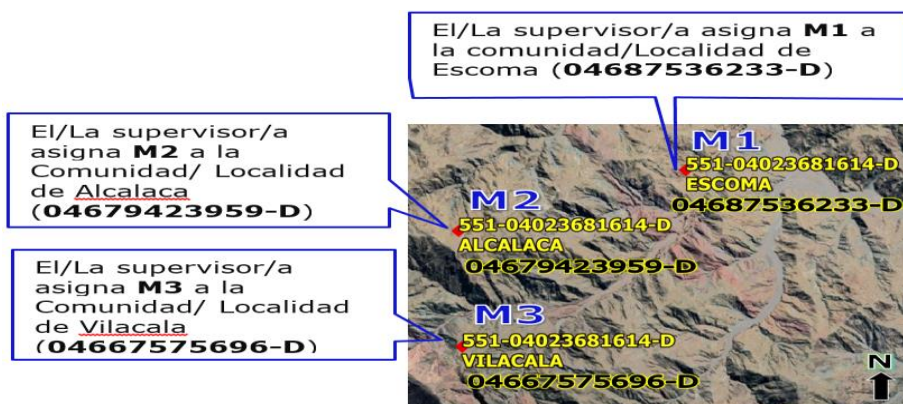 El/La supervisor/a asigna M1 a
la comunidad/Localidad de
Escoma (04687536233-D)
El/La supervisor/a
asigna M2 a la
Comunidad/ Localidad
de Alcalaca
(04679423959-D)
El/La supervisor/a
asigna M3 a la
Comunidad/ Localidad
de Vilacala
(04667575696-D)
M1
551-04023681614-D
ESCOMA
04687536233-D
M2
551-04023681614-D
ALCALACA
04679423959-D
M3
551-04023681614-D
VILACALA
04667575696-D
N